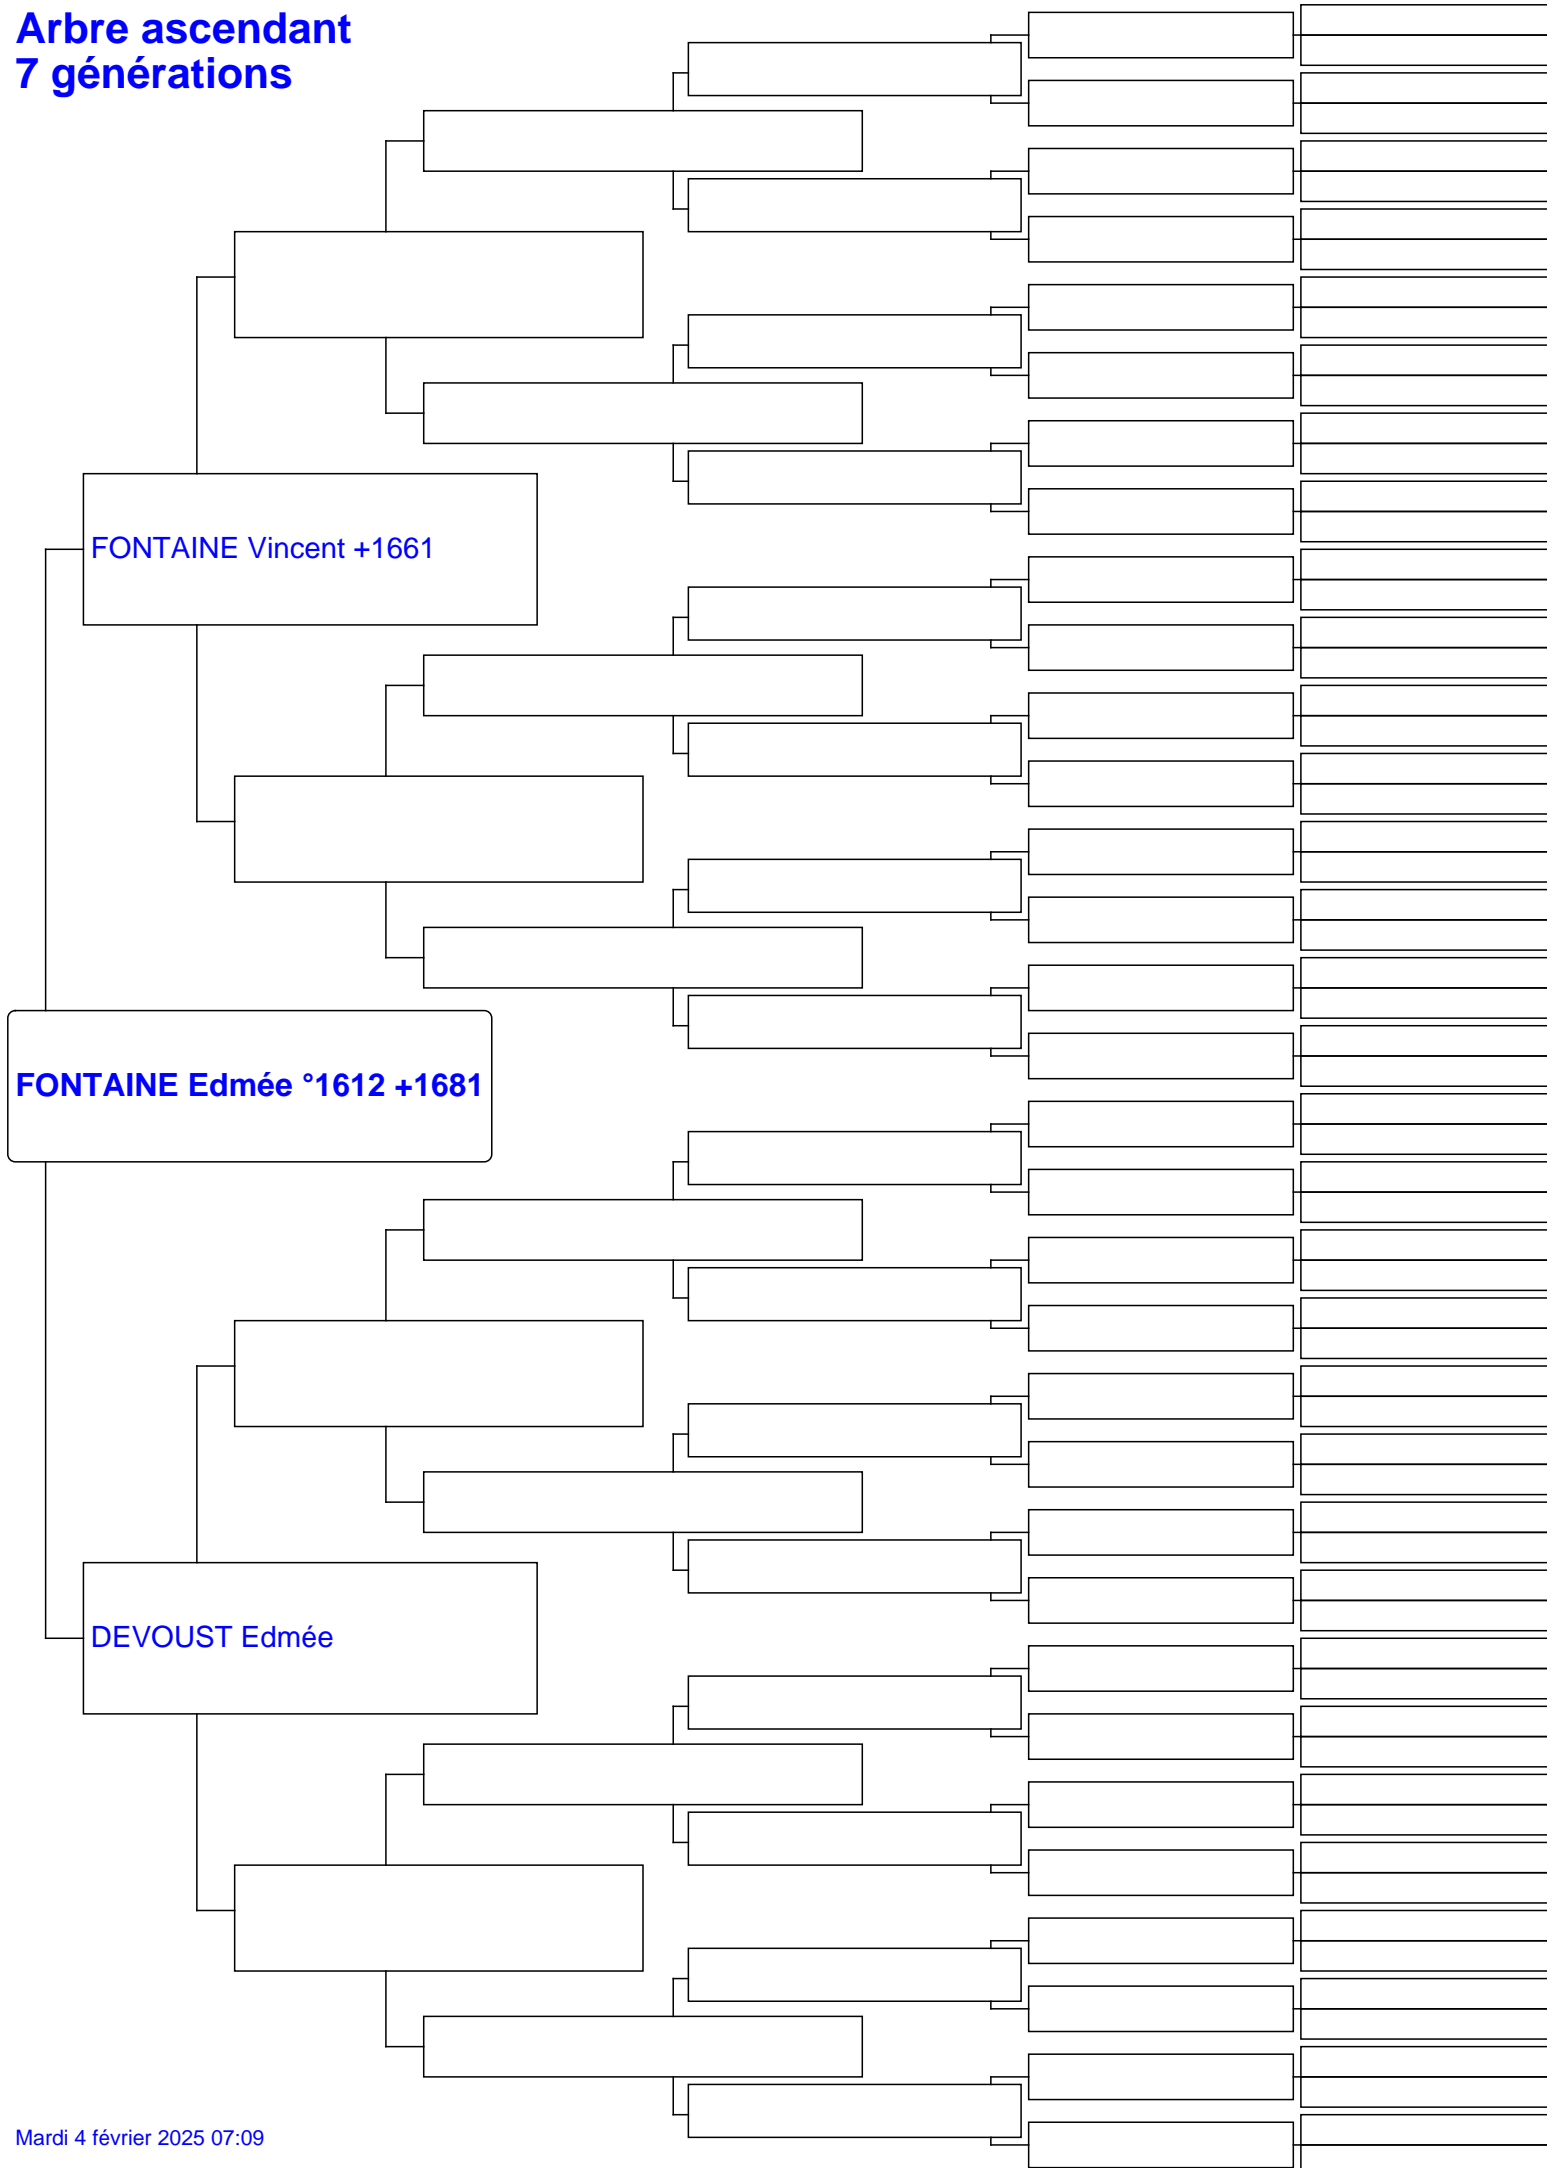 Arbre ascendant
7 générations
FONTAINE Vincent +1661
FONTAINE Edmée °1612 +1681
DEVOUST Edmée
Mardi 4 février 2025 07:09